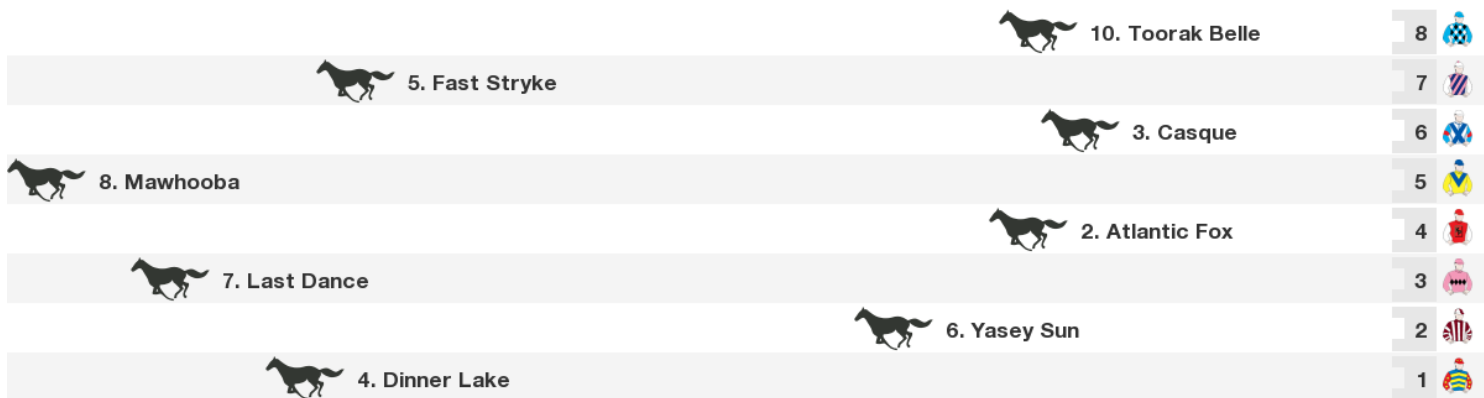 10. Toorak Belle 8
5. Fast Stryke 7
3. Casque 6
8. Mawhooba 5
2. Atlantic Fox 4
7. Last Dance 3
6. Yasey Sun 2
4. Dinner Lake 1